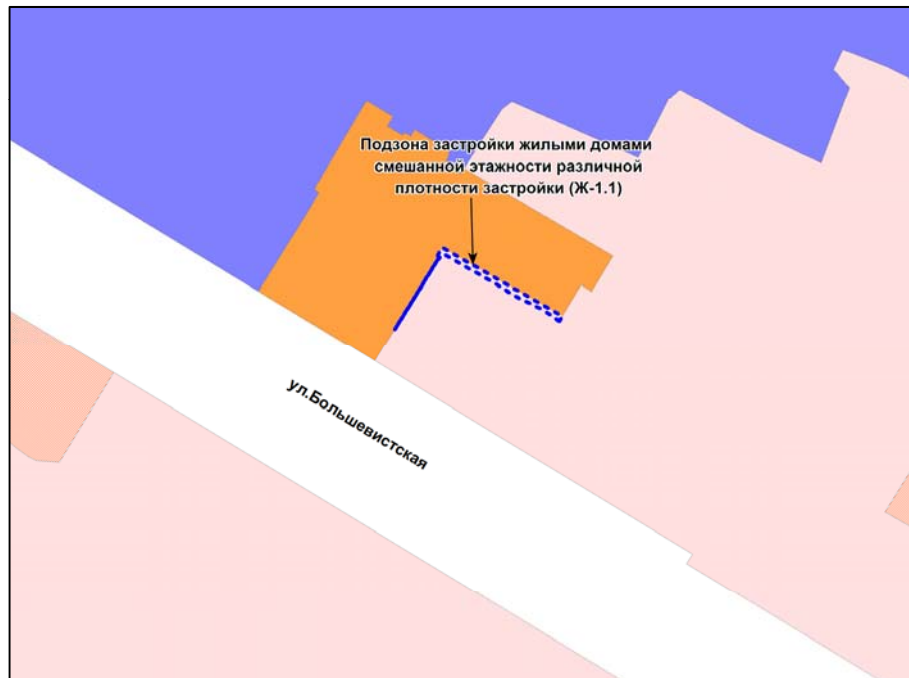 Подзона застройки жилыми домами
смешанной этажности различной
плотности застройки (Ж-1.1)
ул.Большевистская